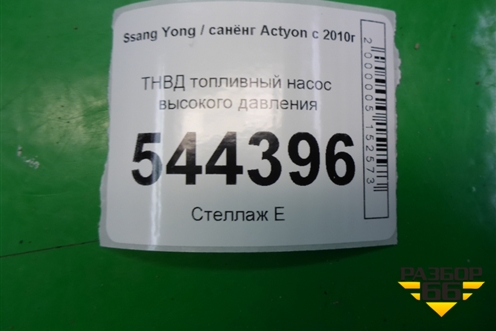 Ssang Yong / санёнг Actyon с 2010г
ТНВД топливный насос
высокого давления
544396
Стеллаж Е
2000005152573
РАЗБОР
66